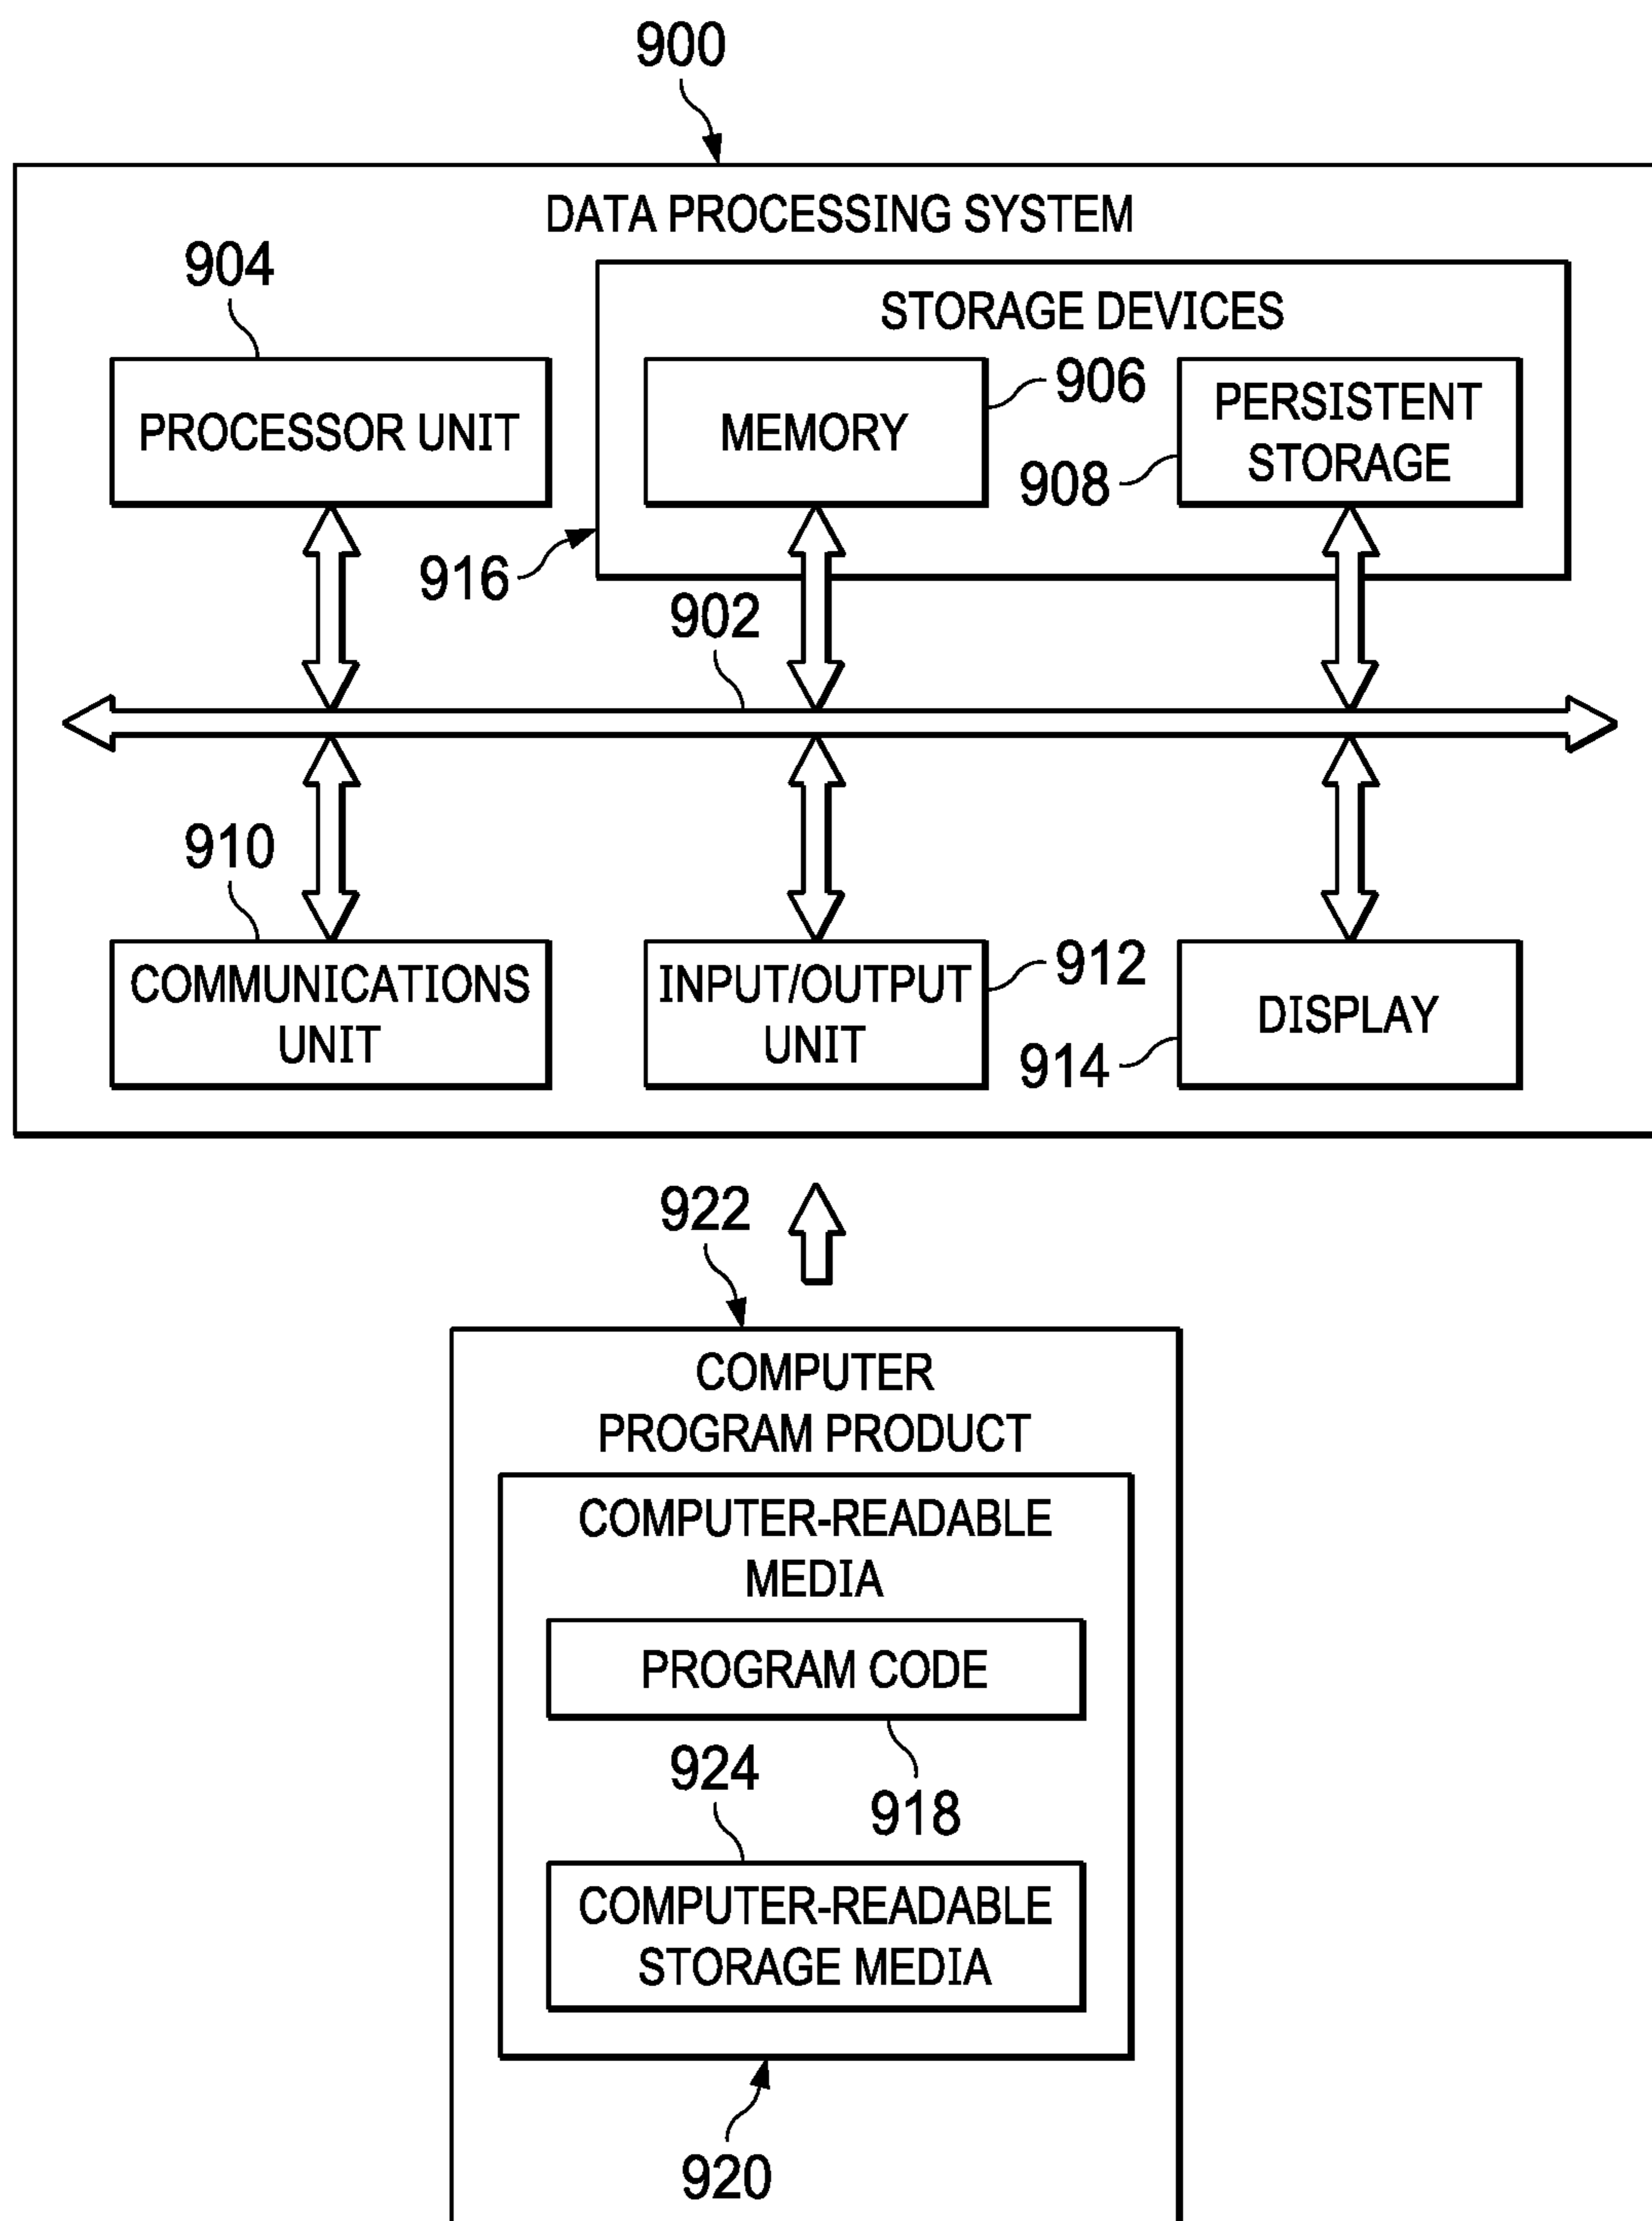 900
DATA PROCESSING SYSTEM
904
STORAGE DEVICES
PROCESSOR UNIT
MEMORY
906
PERSISTENT
STORAGE
908
916
902
910
COMMUNICATIONS
UNIT
INPUT/OUTPUT
UNIT
912
914
DISPLAY
922
COMPUTER
PROGRAM PRODUCT
COMPUTER-READABLE
MEDIA
PROGRAM CODE
924
918
COMPUTER-READABLE
STORAGE MEDIA
920